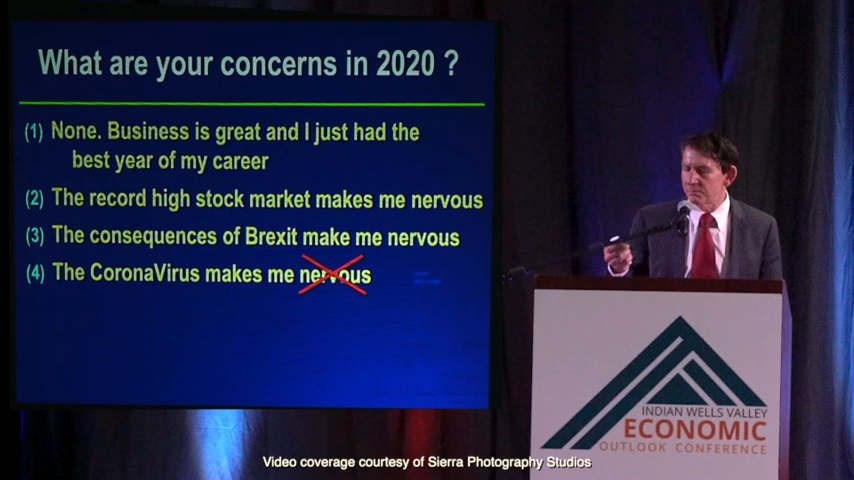 What are your concerns in 2020 ?
(1) None. Business is great and I just had the
best year of my career
(2) The record high stock market makes me nervous
(3) The consequences of Brexit make me nervous
(4) The CoronaVirus makes me nervous
INDIAN WELLS VALLEY
ECONOMIC
OUTLOOK CONFERENCE
Video coverage courtesy of Sierra Photography Studios